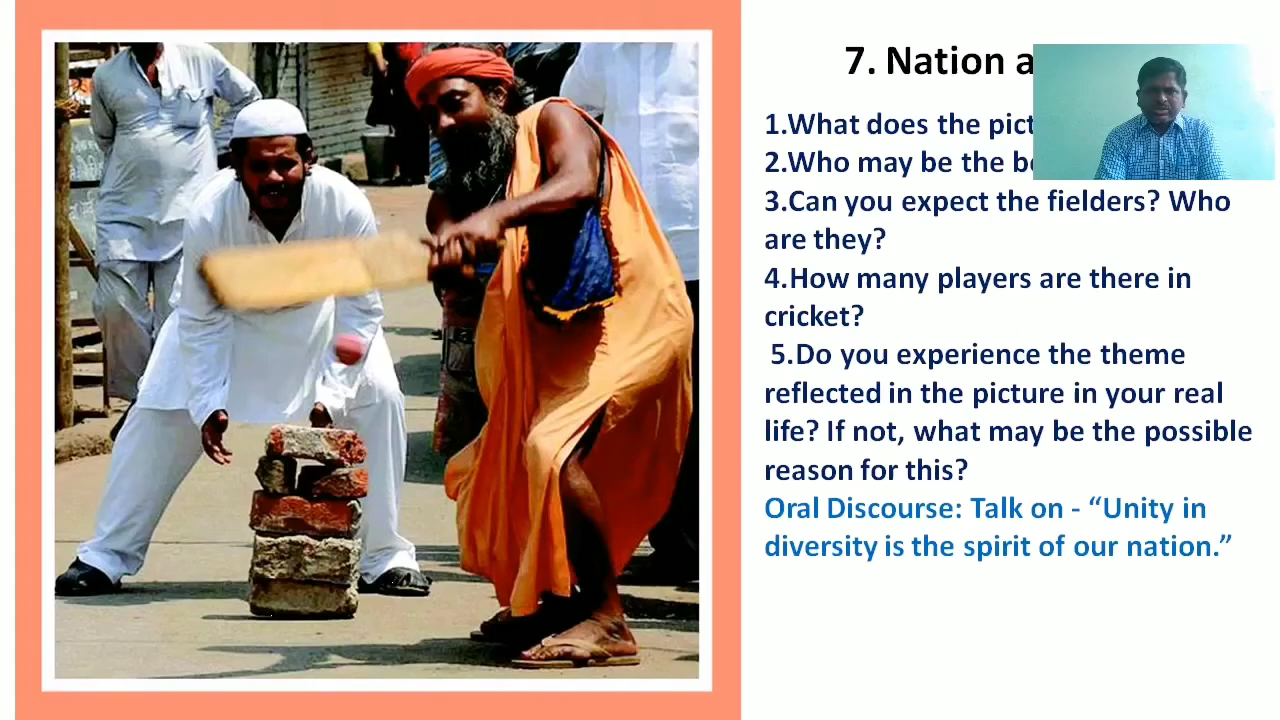 7. Nation a
1.What does the pict
2.Who may be the be
3.Can you expect the fielders? Who
are they?
4.How many players are there in
cricket?
5.Do you experience the theme
reflected in the picture in your real
life? If not, what may be the possible
reason for this?
Oral Discourse: Talk on - “Unity in
diversity is the spirit of our nation.”